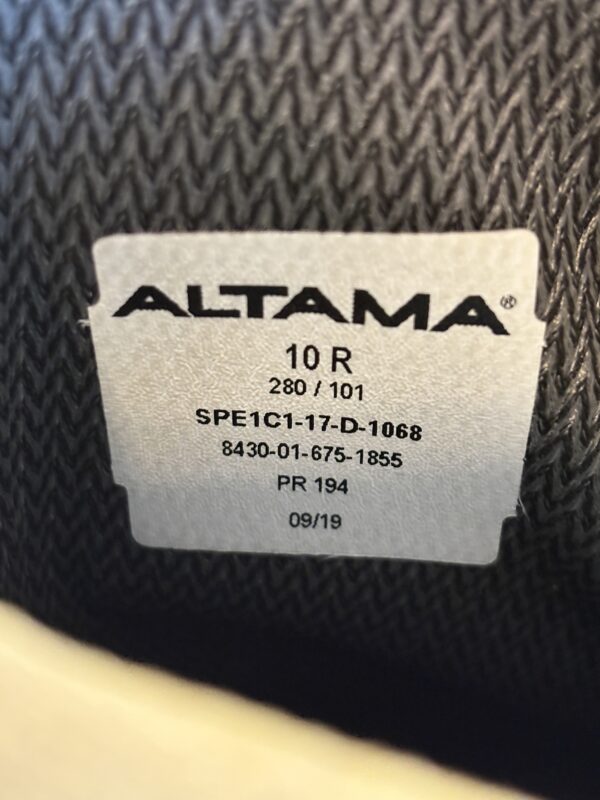 ALTAMA®
10 R
280 / 101
SPE1C1-17-D-1068
8430-01-675-1855
PR 194
09/19